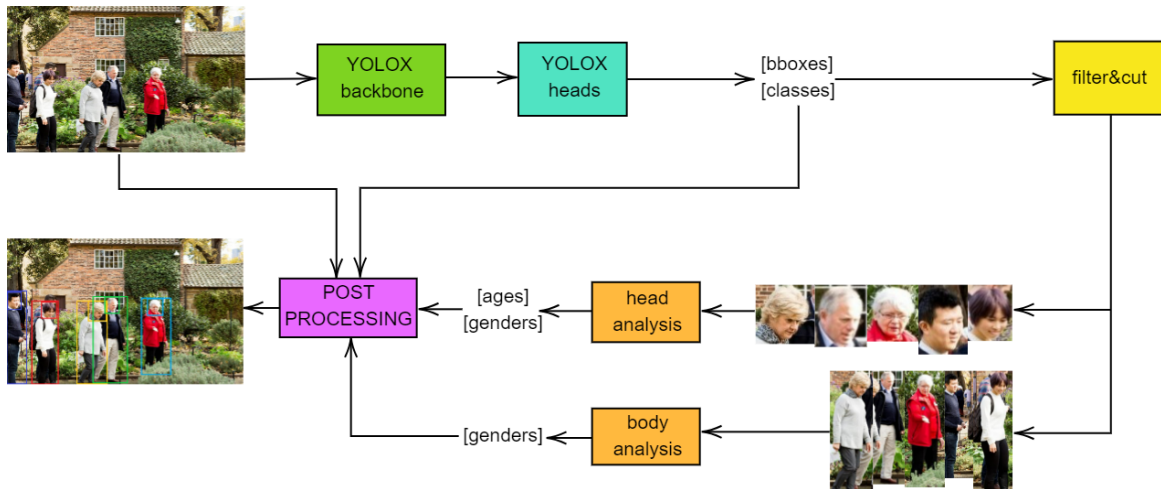 YOLOX
backbone
YOLOX
heads
[bboxes]
[classes]
filter&cut
POST
PROCESSING
[ages]
[genders]
head
analysis
[genders]
body
analysis